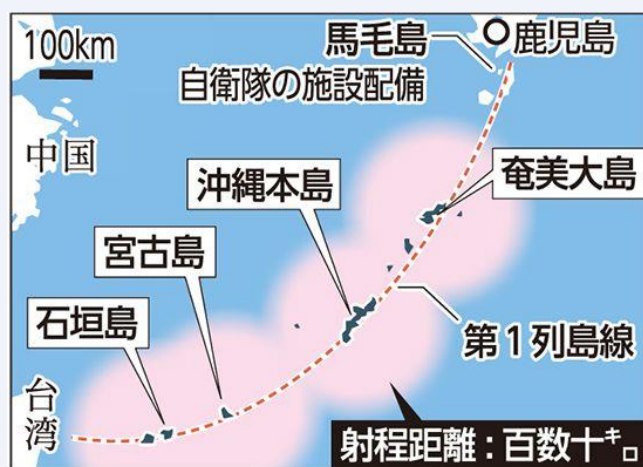 100km
馬毛島
鹿児島
自衛隊の施設配備
中国
沖縄本島
奄美大島
宮古島
石垣島
第1列島線
台湾
射程距離:百数十㌔